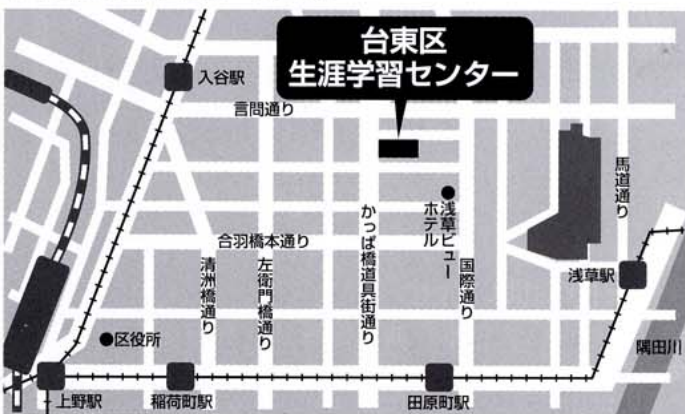 台東区
生涯学習センター
入谷駅
言問通り
馬道通り
浅草ビュー
ホテル
合羽橋本通り
かっぱ橋道具街通り
国際通り
清洲橋通り
左衛門橋通り
浅草駅
区役所
隅田川
上野駅
稲荷町駅
田原町駅